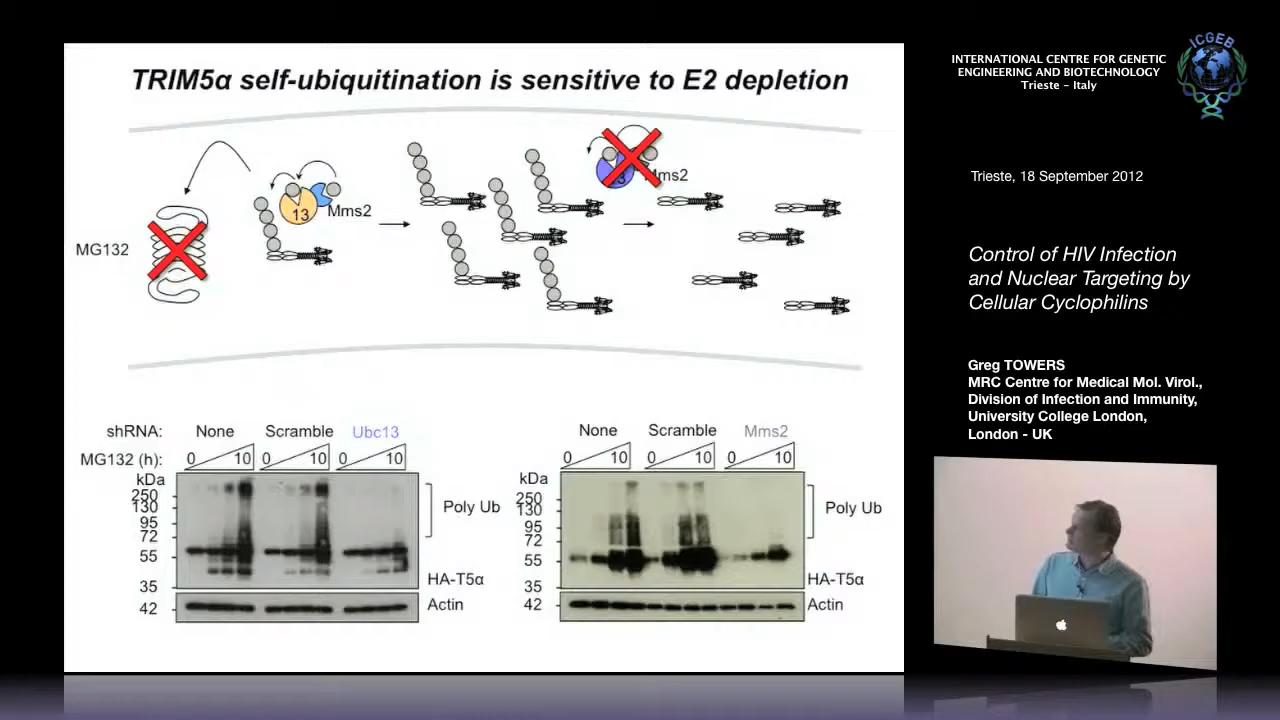 TRIM5α self-ubiquitination is sensitive to E2 depletion
MG132
13
Mms2
Mms2
shRNA: None Scramble Ubc13
MG132 (h): 0 10 0 10 0 10
kDa
250
130
95
72
55
35
42
Poly Ub
HA-T5α
Actin
None Scramble Mms2
0 10 0 10 0 10
kDa
250
130
95
72
55
35
42
Poly Ub
HA-T5α
Actin
INTERNATIONAL CENTRE FOR GENETIC
ENGINEERING AND BIOTECHNOLOGY
Trieste - Italy
ICGEB
Trieste, 18 September 2012
Control of HIV Infection
and Nuclear Targeting by
Cellular Cyclophilins
Greg TOWERS
MRC Centre for Medical Mol. Virol.,
Division of Infection and Immunity,
University College London,
London - UK